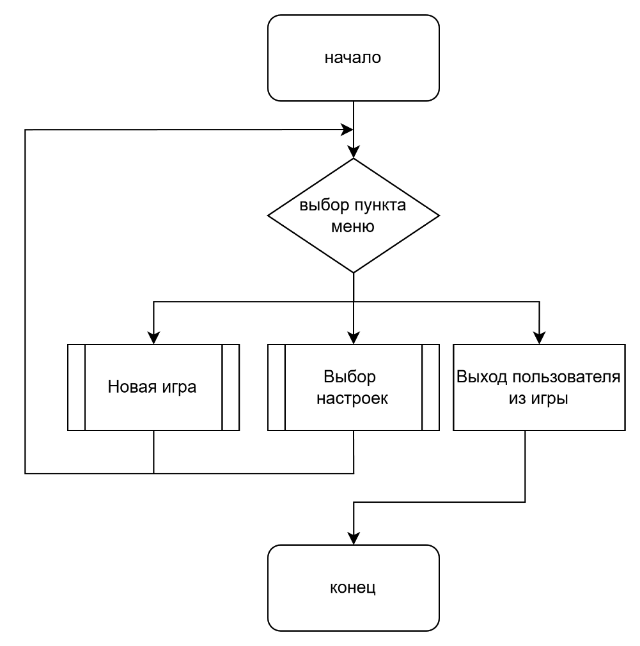 начало
выбор пункта
меню
Новая игра
Выбор
настроек
Выход пользователя
из игры
конец